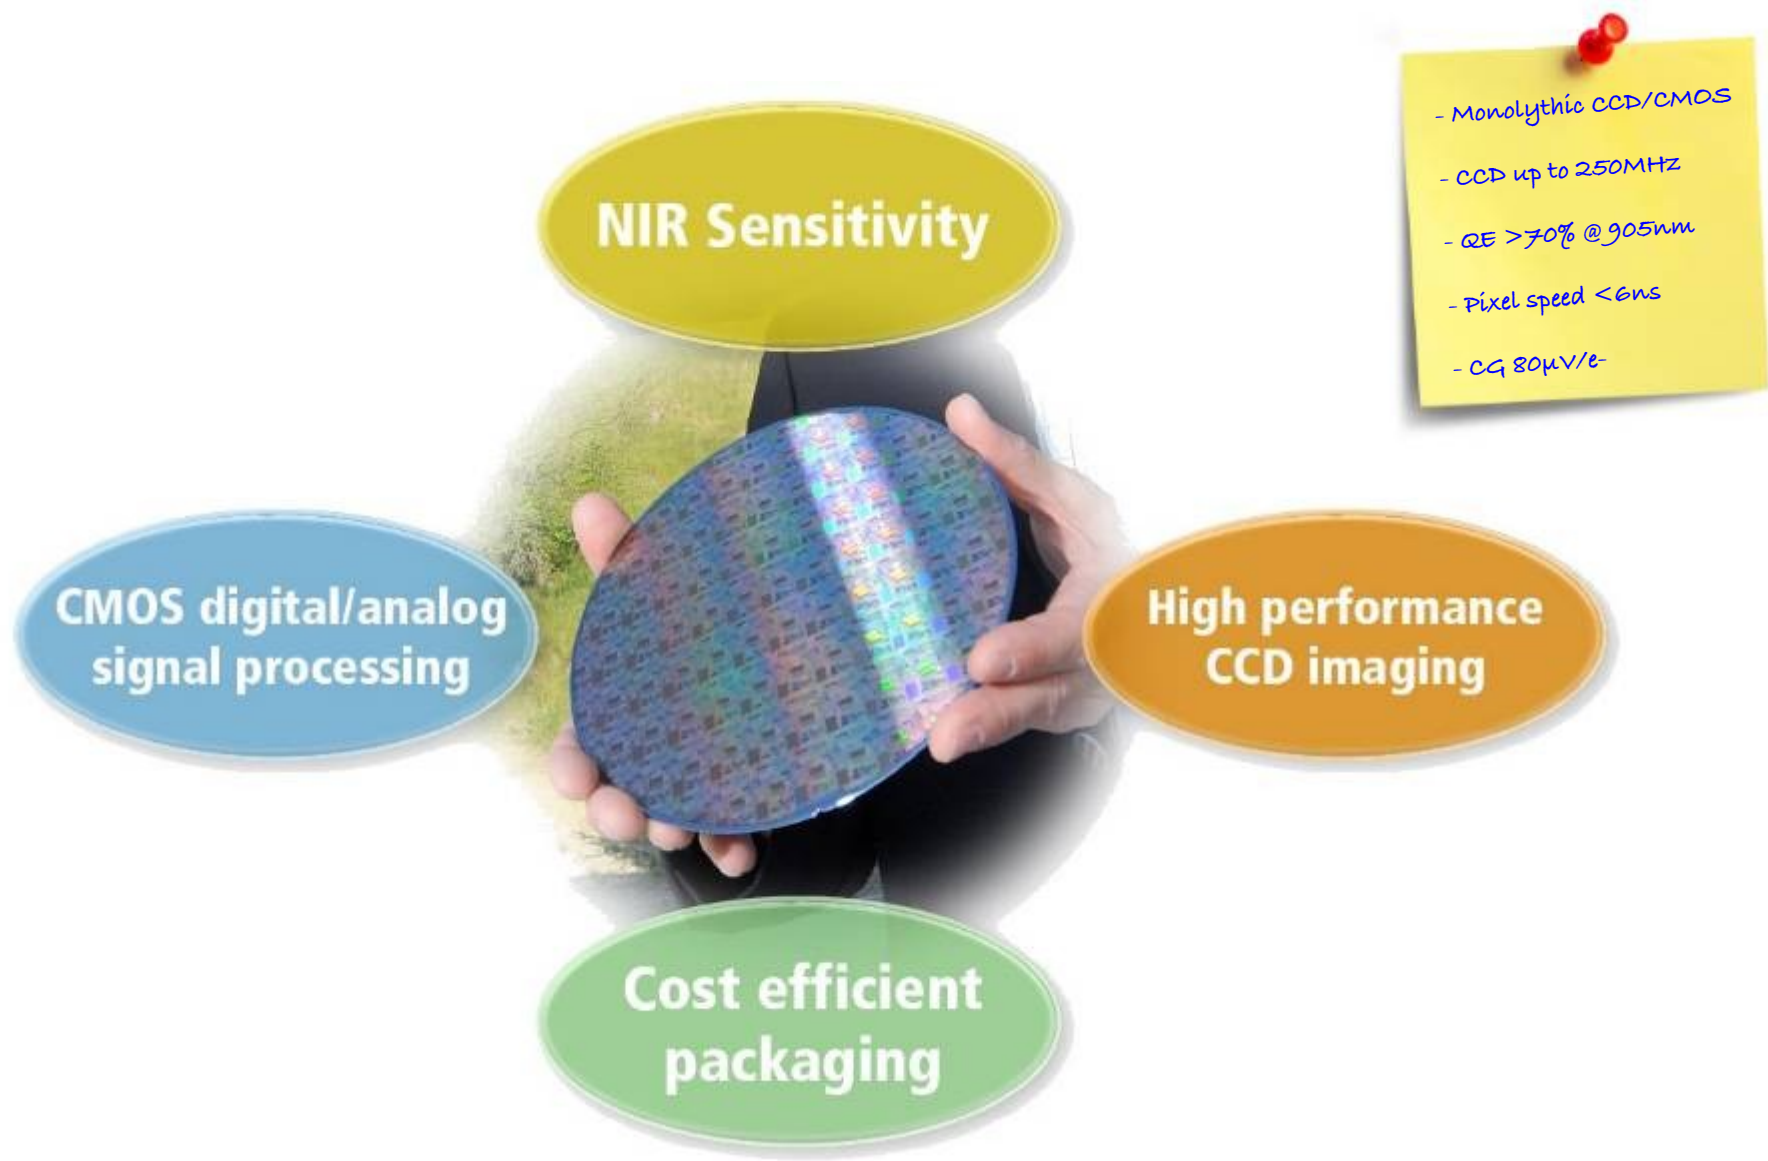 - Monolythic CCD/CMOS
- CCD up to 250MHz
- QE >70% @ 905nm
- Pixel speed <6ns
- CG 80µV/e-
NIR Sensitivity
CMOS digital/analog
signal processing
High performance
CCD imaging
Cost efficient
packaging